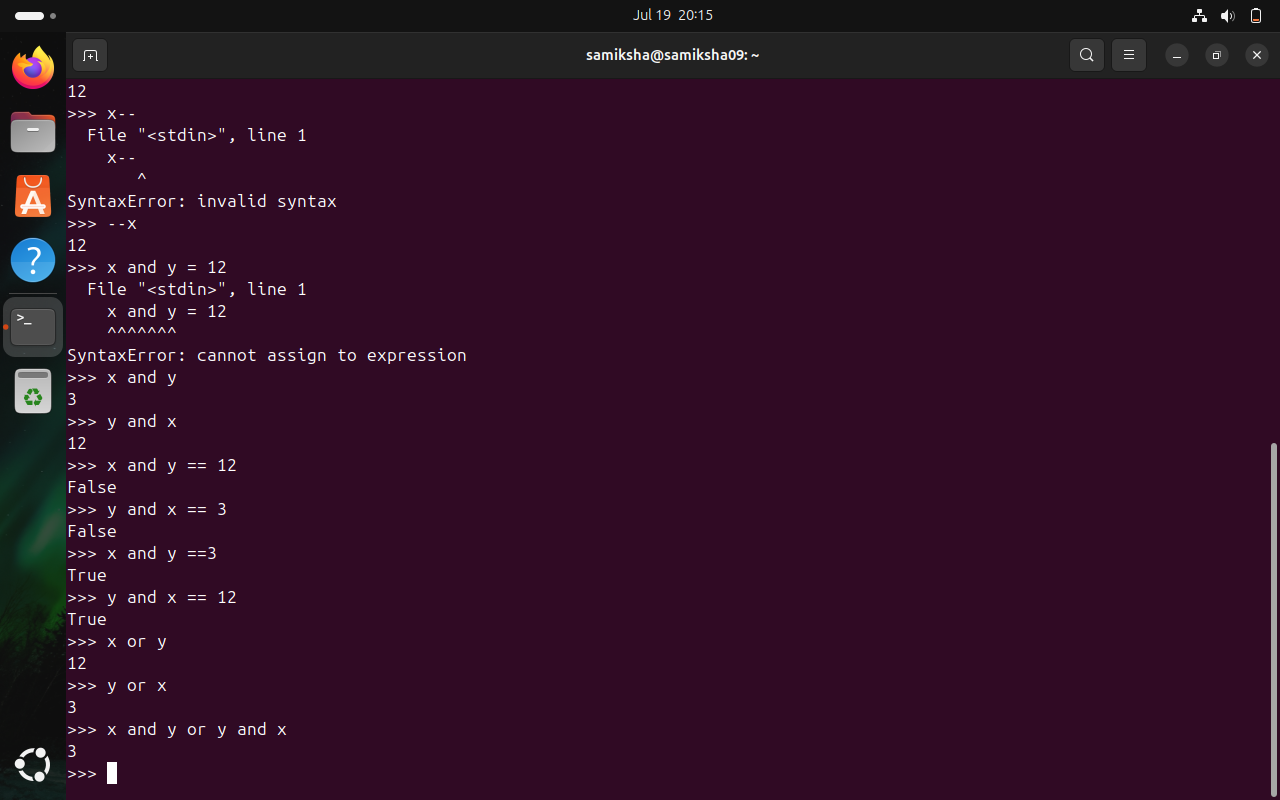 Jul 19 20:15
samiksha@samiksha09: ~
12
>>> x--
  File "<stdin>", line 1
    x--
       ^
SyntaxError: invalid syntax
>>> --x
12
>>> x and y = 12
  File "<stdin>", line 1
    x and y = 12
    ^^^^^^^
SyntaxError: cannot assign to expression
>>> x and y
3
>>> y and x
12
>>> x and y == 12
False
>>> y and x == 3
False
>>> x and y ==3
True
>>> y and x == 12
True
>>> x or y
12
>>> y or x
3
>>> x and y or y and x
3
>>>